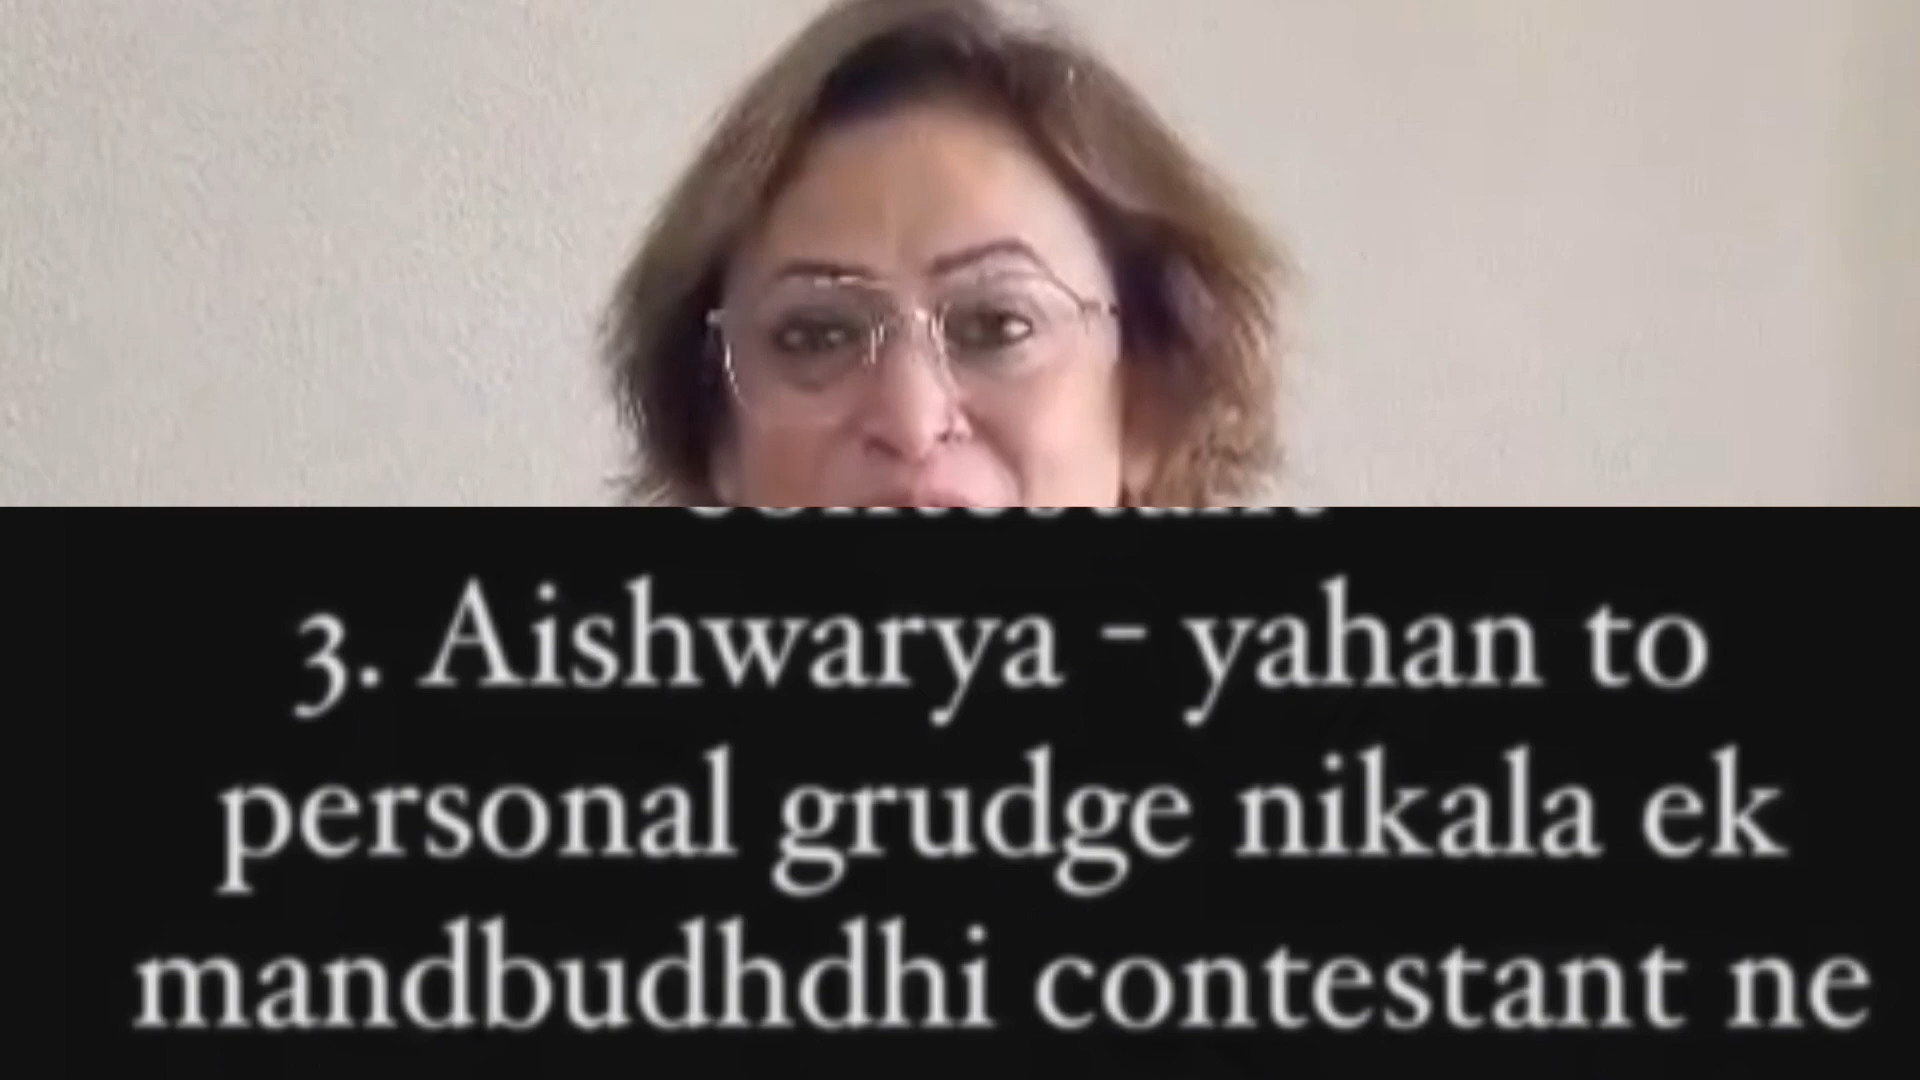 3. Aishwarya - yahan to
personal grudge nikala ek
mandbudhdhi contestant ne